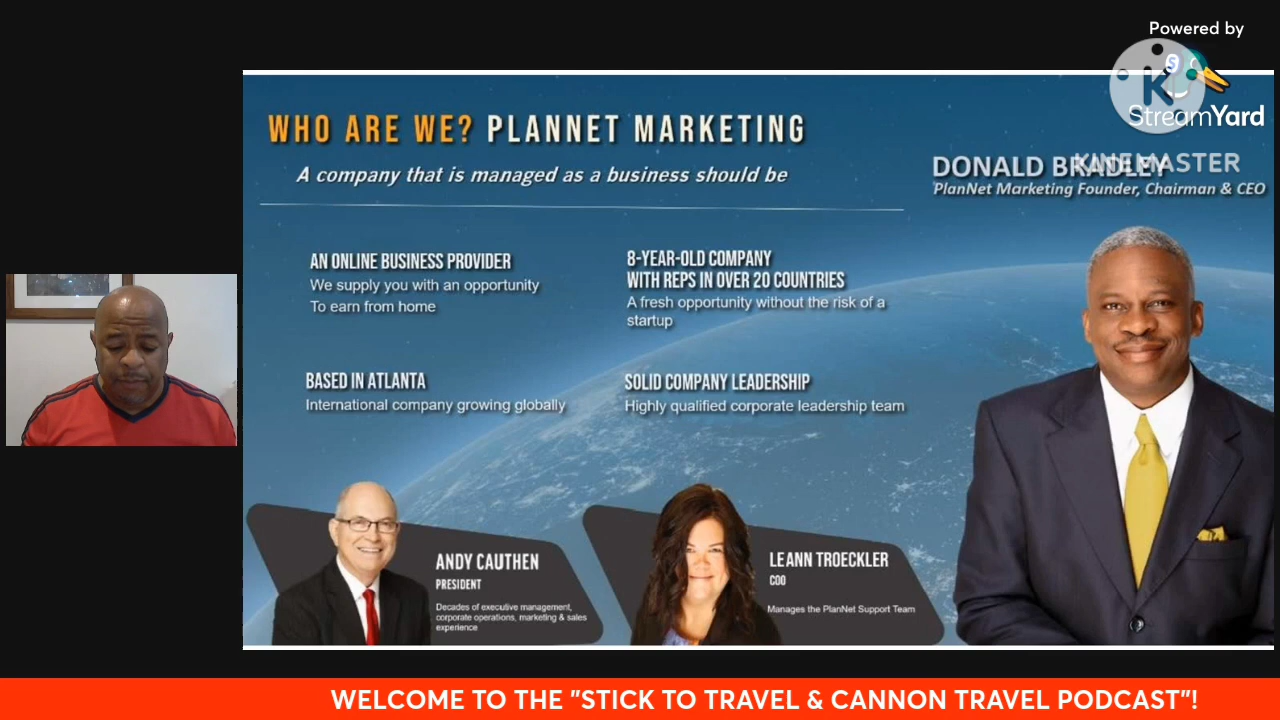 Powered by
StreamYard
KINEMASTER
WHO ARE WE? PLANNET MARKETING
A company that is managed as a business should be
DONALD BRADLEY
PlanNet Marketing Founder, Chairman & CEO
AN ONLINE BUSINESS PROVIDER
We supply you with an opportunity
To earn from home
8-YEAR-OLD COMPANY
WITH REPS IN OVER 20 COUNTRIES
A fresh opportunity without the risk of a
startup
BASED IN ATLANTA
International company growing globally
SOLID COMPANY LEADERSHIP
Highly qualified corporate leadership team
ANDY CAUTHEN
PRESIDENT
Decades of executive management,
corporate operations, marketing & sales
experience
LEANN TROECKLER
COO
Manages the PlanNet Support Team
WELCOME TO THE "STICK TO TRAVEL & CANNON TRAVEL PODCAST"!